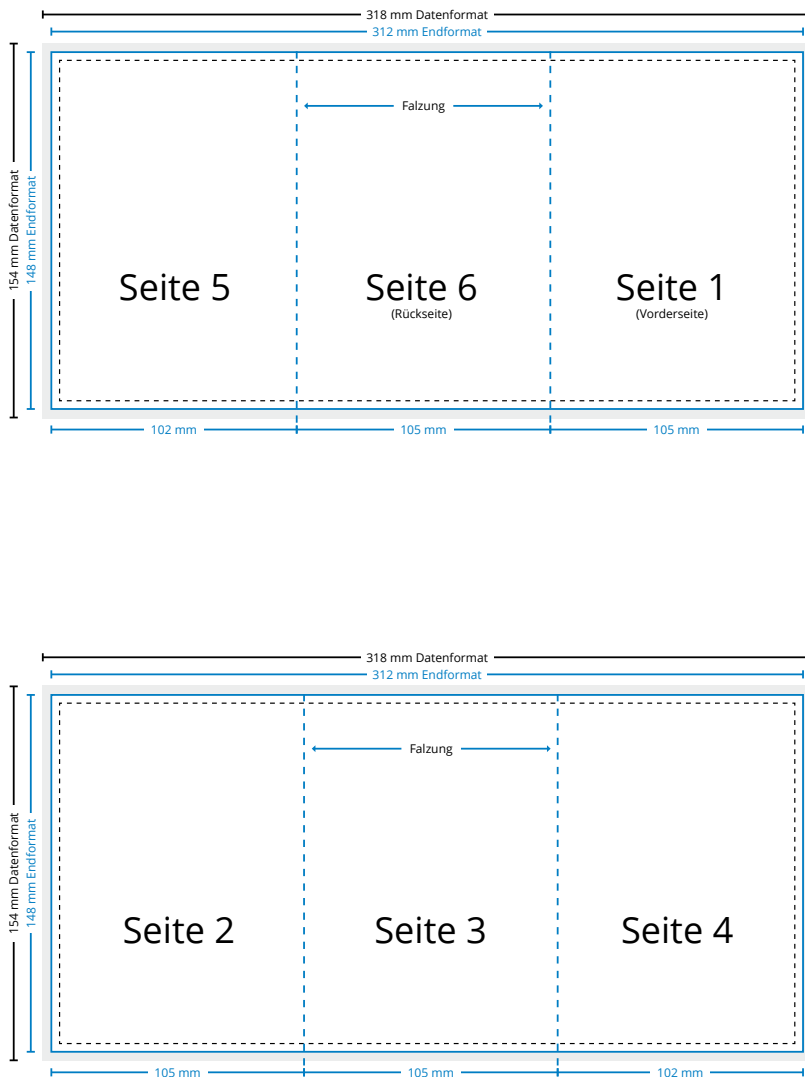 318 mm Datenformat
312 mm Endformat
154 mm Datenformat
148 mm Endformat
Falzung
Seite 5
Seite 6
(Rückseite)
Seite 1
(Vorderseite)
102 mm
105 mm
105 mm
318 mm Datenformat
312 mm Endformat
154 mm Datenformat
148 mm Endformat
Falzung
Seite 2
Seite 3
Seite 4
105 mm
105 mm
102 mm